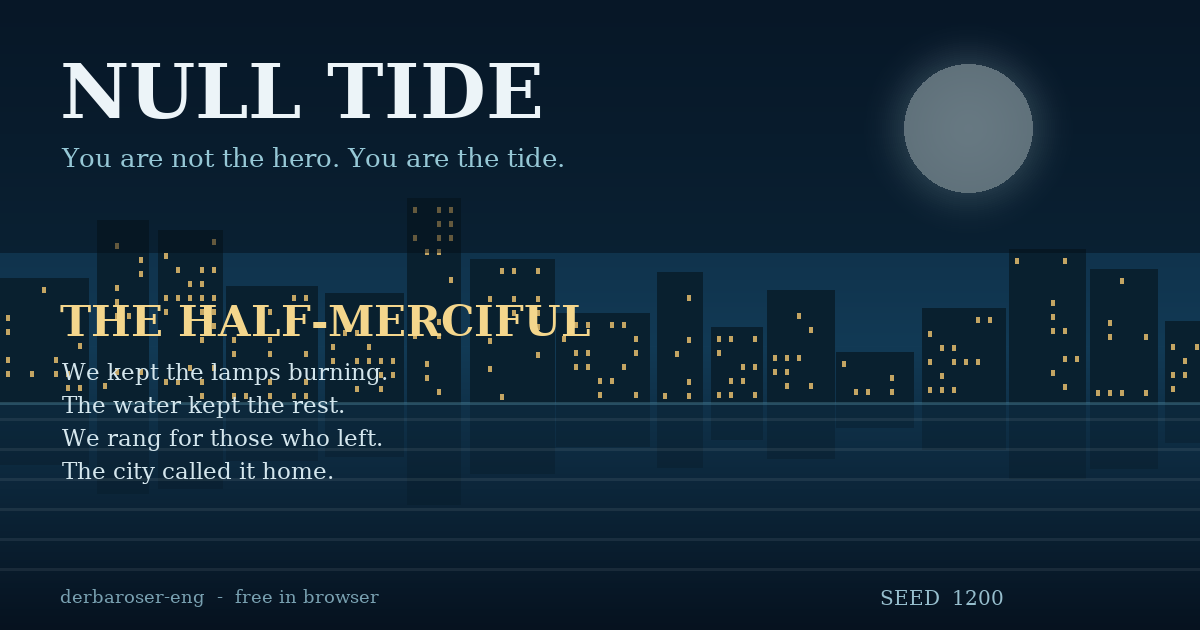 NULL TIDE
You are not the hero. You are the tide.
THE HALF-MERCIFUL
We kept the lamps burning.
The water kept the rest.
We rang for those who left.
The city called it home.
derbaroser-eng - free in browser
SEED 1200